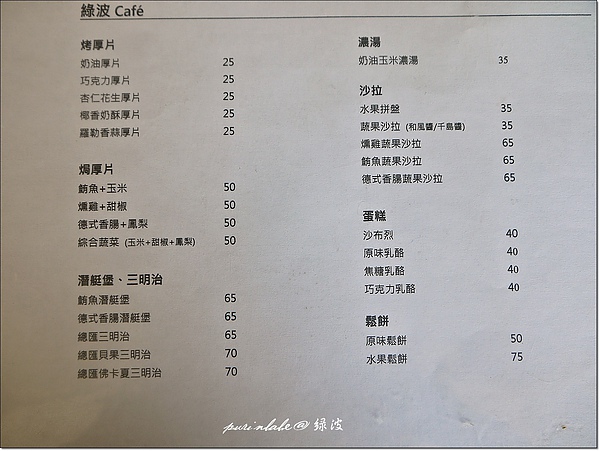 綠波 Café
烤厚片
奶油厚片 25
巧克力厚片 25
杏仁花生厚片 25
椰香奶酥厚片 25
羅勒香蒜厚片 25
焗厚片
鮪魚+玉米 50
燻雞+甜椒 50
德式香腸+鳳梨 50
綜合蔬菜 (玉米+甜椒+鳳梨) 50
潛艇堡、三明治
鮪魚潛艇堡 65
德式香腸潛艇堡 65
總匯三明治 65
總匯貝果三明治 70
總匯佛卡夏三明治 70
濃湯
奶油玉米濃湯 35
沙拉
水果拼盤 35
蔬果沙拉 (和風醬/千島醬) 35
燻雞蔬果沙拉 65
鮪魚蔬果沙拉 65
德式香腸蔬果沙拉 65
蛋糕
沙布烈 40
原味乳酪 40
焦糖乳酪 40
巧克力乳酪 40
鬆餅
原味鬆餅 50
水果鬆餅 75
purinlabe@綠波